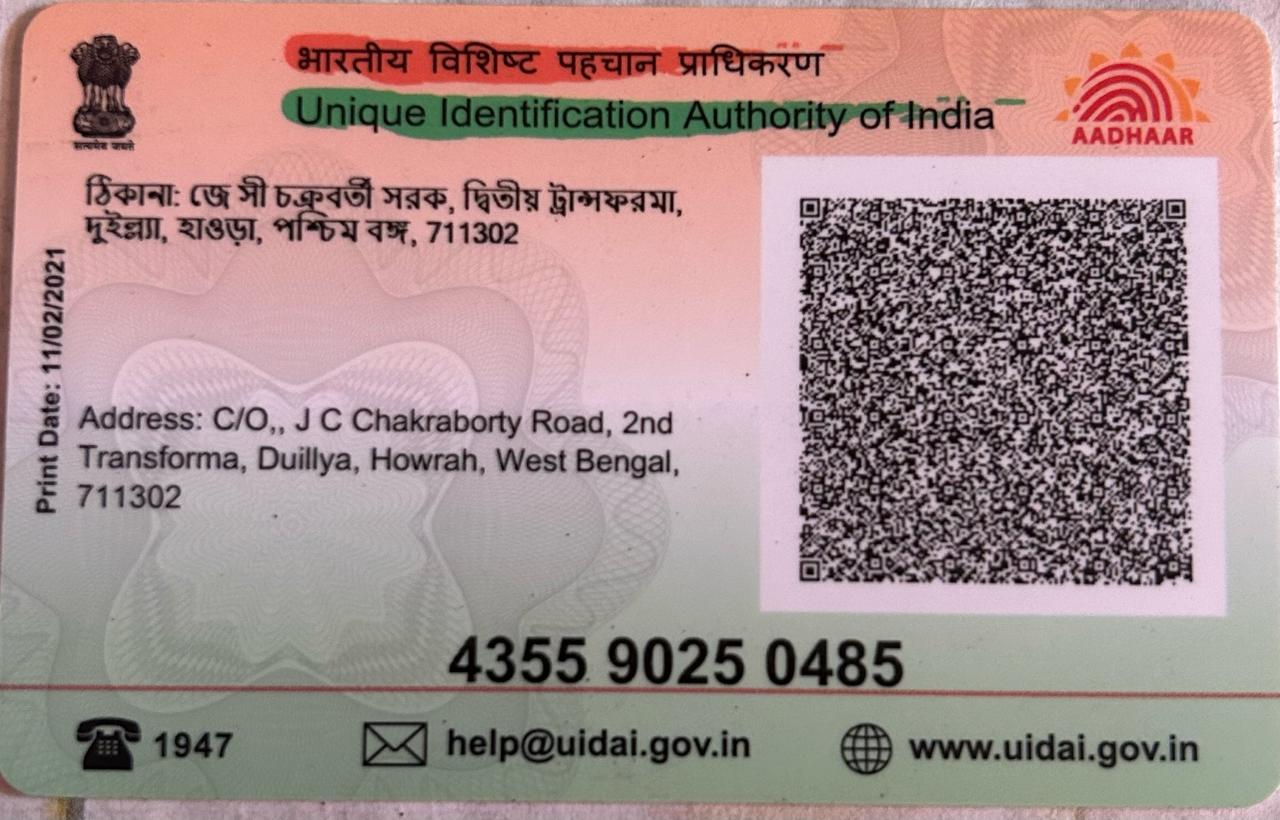 भारतीय विशिष्ट पहचान प्राधिकरण
Unique Identification Authority of India
AADHAAR
सत्यमेव जयते
ঠিকানা: জে সী চক্রবর্তী সরক, দ্বিতীয় ট্রান্সফরমা,
দুইল্ল্যা, হাওড়া, পশ্চিম বঙ্গ, 711302
Print Date: 11/02/2021
Address: C/O,, J C Chakraborty Road, 2nd
Transforma, Duillya, Howrah, West Bengal,
711302
4355 9025 0485
1947
help@uidai.gov.in
www.uidai.gov.in